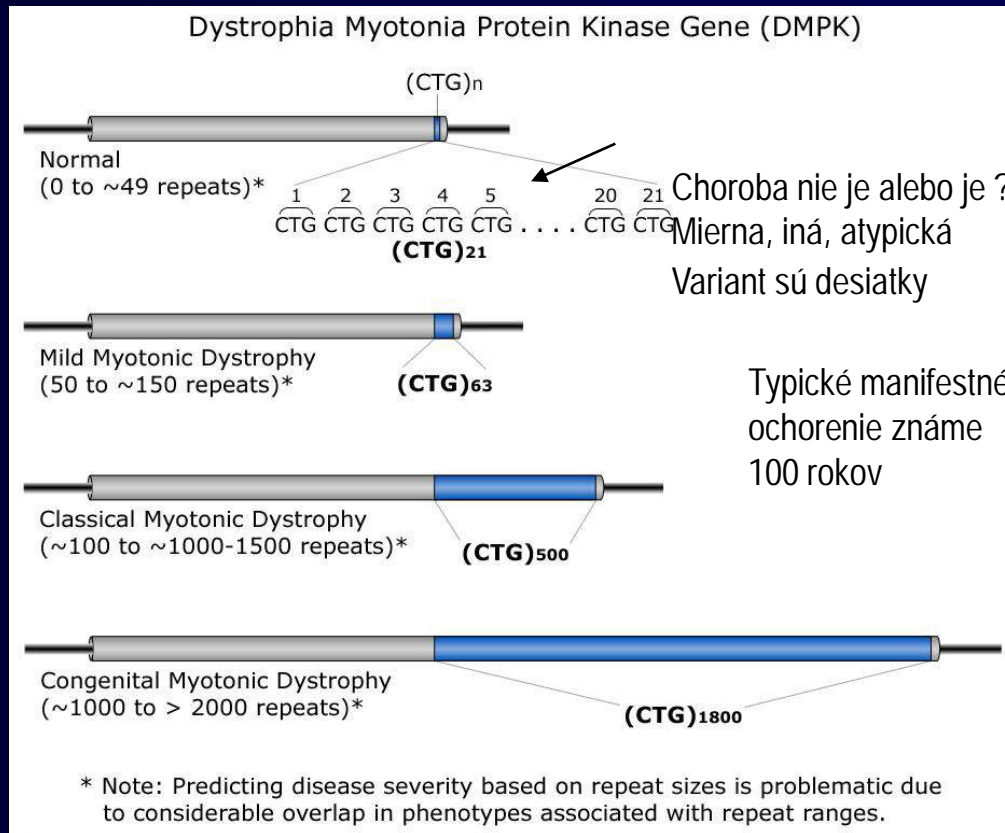 Dystrophia Myotonia Protein Kinase Gene (DMPK)
(CTG)n
Normal
(0 to ~49 repeats)*
1 2 3 4 5 20 21
CTG CTG CTG CTG CTG . . . . CTG CTG
(CTG)21
Choroba nie je alebo je ?
Mierna, iná, atypická
Variant sú desiatky
Mild Myotonic Dystrophy
(50 to ~150 repeats)*
(CTG)63
Typické manifestné
ochorenie známe
100 rokov
Classical Myotonic Dystrophy
(~100 to ~1000-1500 repeats)*
(CTG)500
Congenital Myotonic Dystrophy
(~1000 to > 2000 repeats)*
(CTG)1800
* Note: Predicting disease severity based on repeat sizes is problematic due
to considerable overlap in phenotypes associated with repeat ranges.